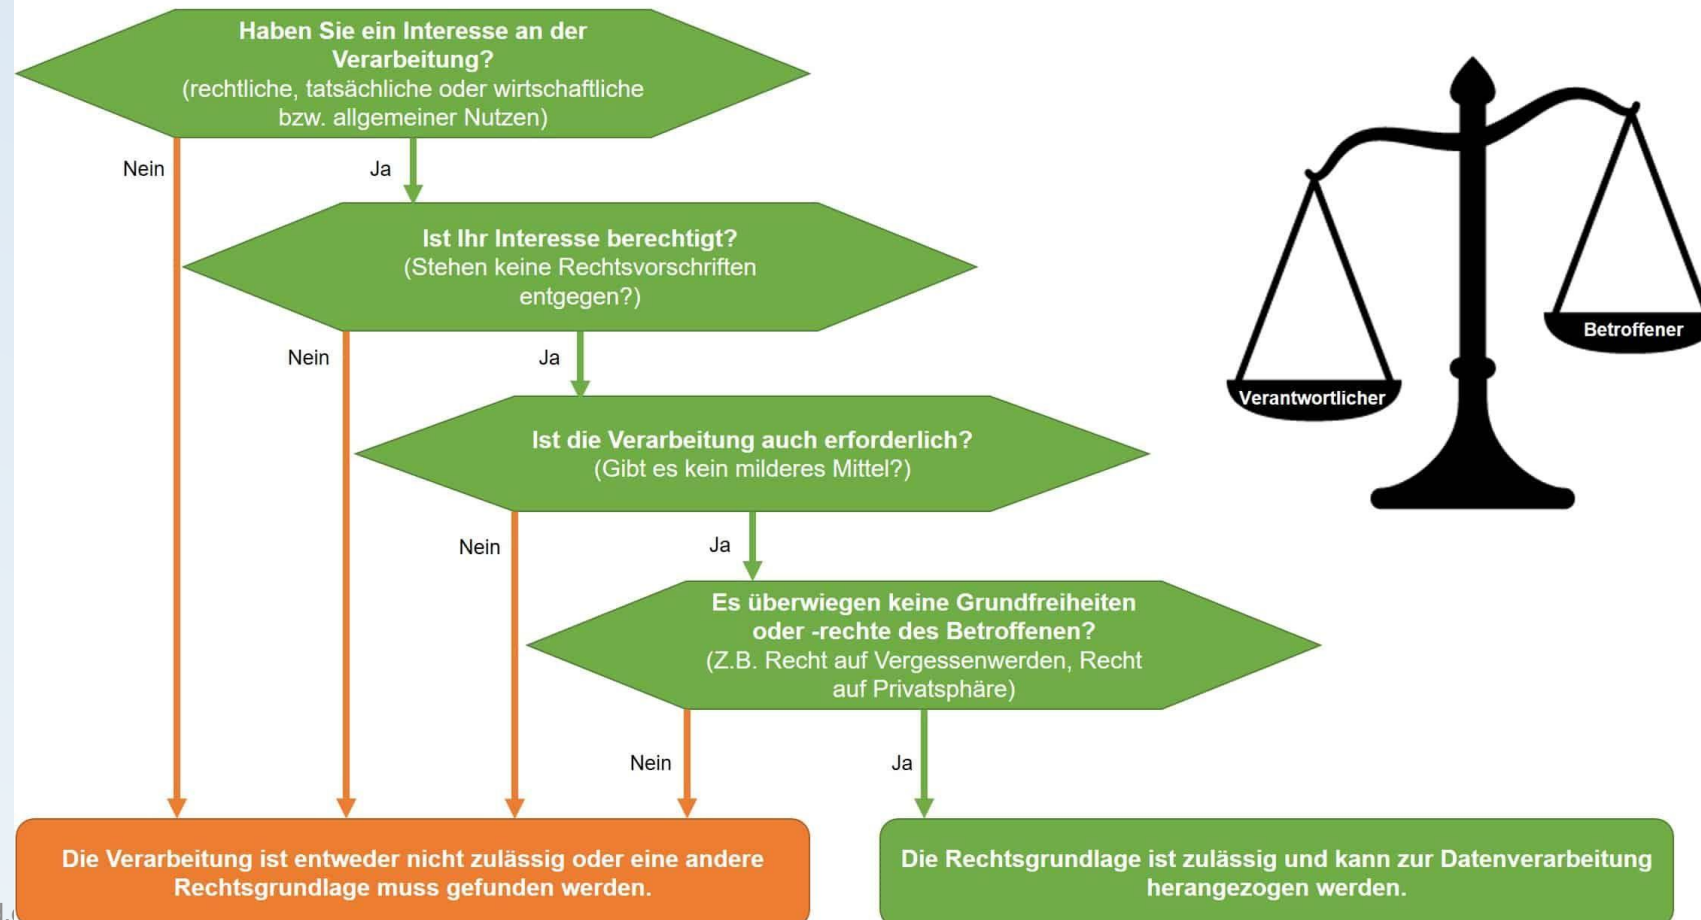 Haben Sie ein Interesse an der
Verarbeitung?
(rechtliche, tatsächliche oder wirtschaftliche
bzw. allgemeiner Nutzen)
Nein
Ja
Ist Ihr Interesse berechtigt?
(Stehen keine Rechtsvorschriften
entgegen?)
Nein
Ja
Ist die Verarbeitung auch erforderlich?
(Gibt es kein milderes Mittel?)
Nein
Ja
Es überwiegen keine Grundfreiheiten
oder -rechte des Betroffenen?
(Z.B. Recht auf Vergessenwerden, Recht
auf Privatsphäre)
Nein
Ja
Die Verarbeitung ist entweder nicht zulässig oder eine andere
Rechtsgrundlage muss gefunden werden.
Die Rechtsgrundlage ist zulässig und kann zur Datenverarbeitung
herangezogen werden.
Verantwortlicher
Betroffener